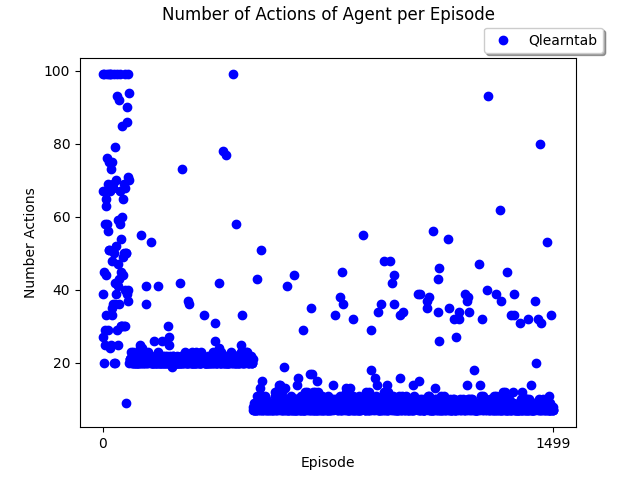 Number of Actions of Agent per Episode
Qlearntab
100
80
60
40
20
Number Actions
0
1499
Episode